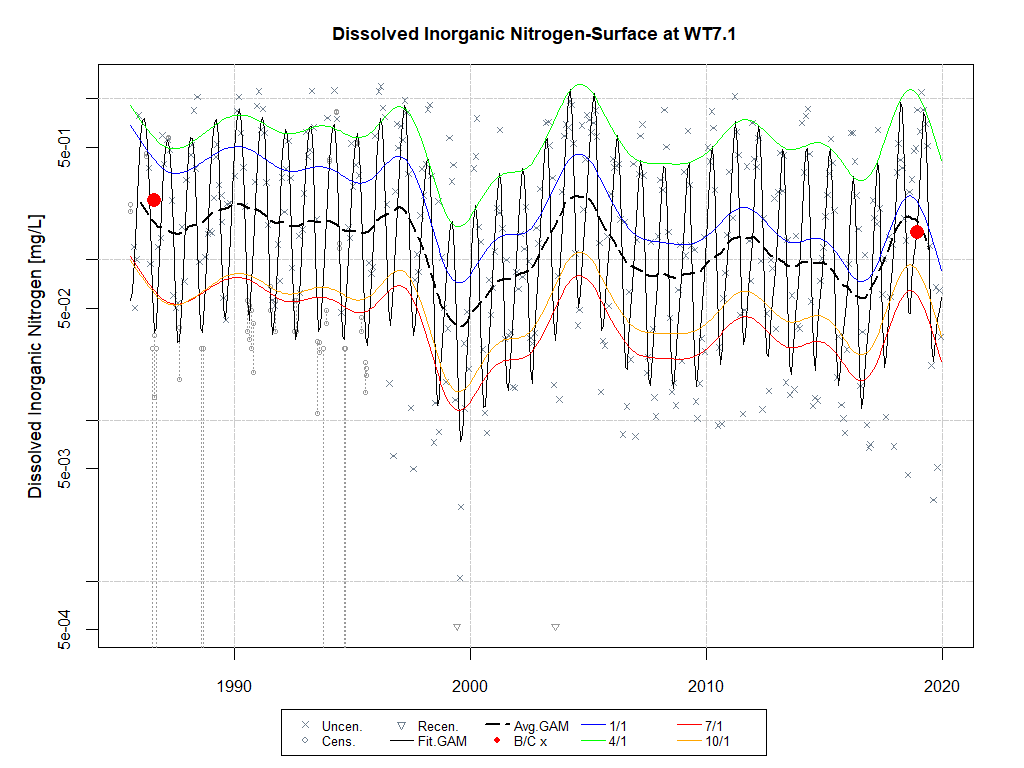 Dissolved Inorganic Nitrogen-Surface at WT7.1
Dissolved Inorganic Nitrogen [mg/L]
5e-01
5e-02
5e-03
5e-04
1990 2000 2010 2020
Uncen. Recen. Avg.GAM 1/1 7/1
Cens. Fit.GAM B/C x 4/1 10/1